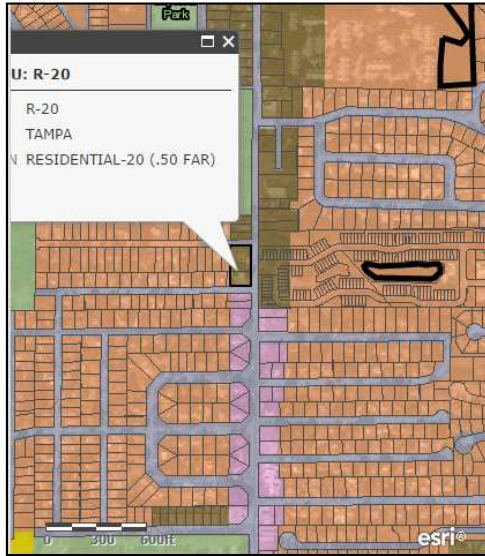 Park
U: R-20
R-20
TAMPA
N RESIDENTIAL-20 (.50 FAR)
0 300 600ft
esri